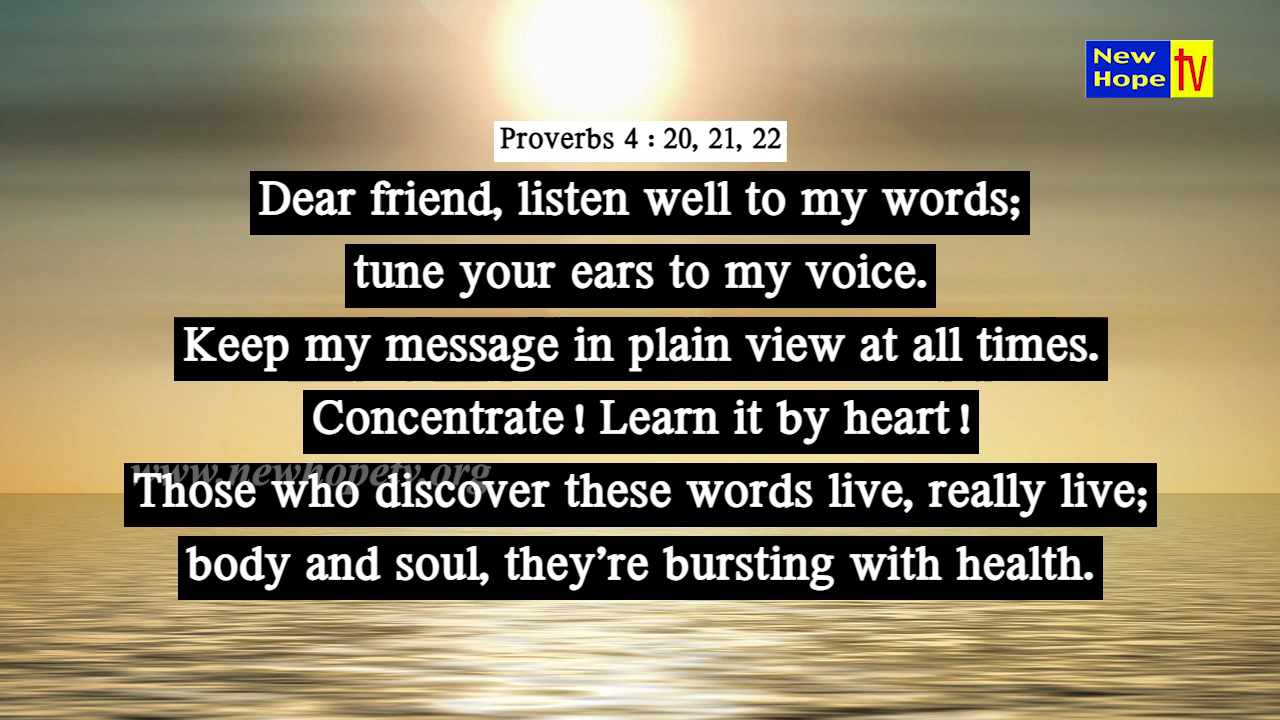 New
Hope
tv
Proverbs 4 : 20, 21, 22
Dear friend, listen well to my words;
tune your ears to my voice.
Keep my message in plain view at all times.
Concentrate ! Learn it by heart !
www.newhopetv.org
Those who discover these words live, really live;
body and soul, they’re bursting with health.